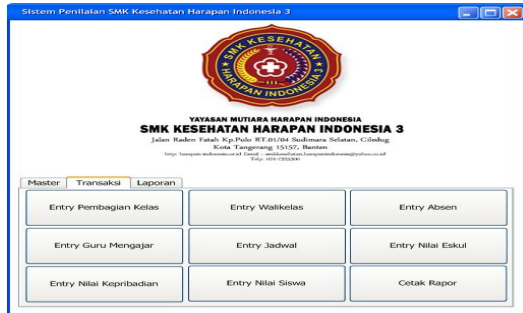 Sistem Penilaian SMK Kesehatan Harapan Indonesia 3
SMK KESEHATAN
HARAPAN INDONESIA 3
YAYASAN MUTIARA HARAPAN INDONESIA
SMK KESEHATAN HARAPAN INDONESIA 3
Jalan Raden Fatah Kp.Pulo RT.01/04 Sudimara Selatan, Ciledug
Kota Tangerang 15157, Banten
Master Transaksi Laporan
Entry Pembagian Kelas Entry Walikelas Entry Absen
Entry Guru Mengajar Entry Jadwal Entry Nilai Eskul
Entry Nilai Kepribadian Entry Nilai Siswa Cetak Rapor